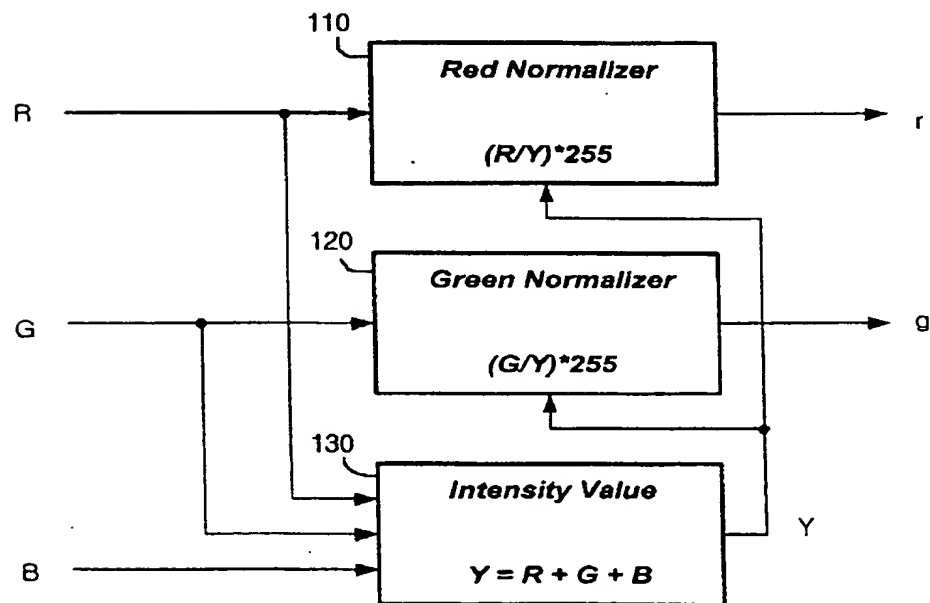 110
Red Normalizer
R
(R/Y)*255
r
120
Green Normalizer
G
(G/Y)*255
g
130
Intensity Value
Y
B
Y = R + G + B